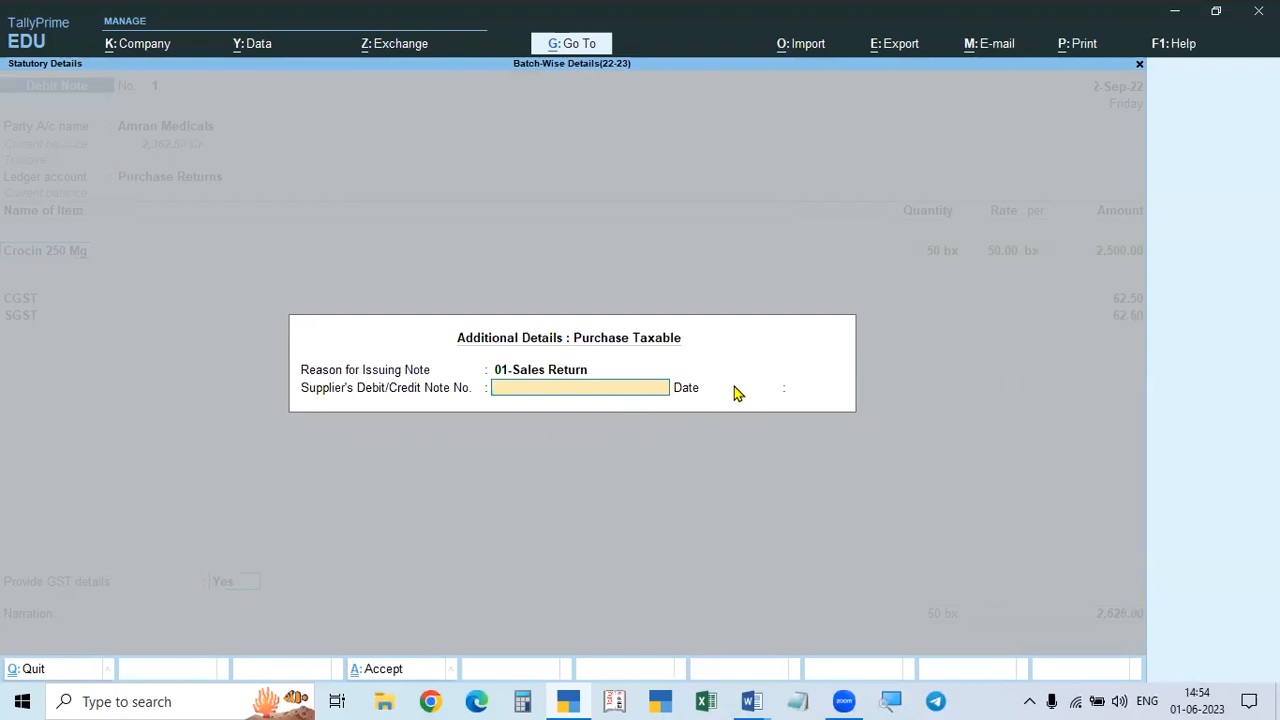 TallyPrime
EDU
MANAGE
K:Company
Y:Data
Z:Exchange
G:Go To
O:Import
E:Export
M:E-mail
P:Print
F1:Help
Statutory Details
Batch-Wise Details(22-23)
Debit Note No. 1
2-Sep-22
Friday
Party A/c name : Amran Medicals
Current balance
Ledger account : Purchase Returns
Current balance
Name of Item Quantity Rate per Amount
Crocin 250 Mg 50 bx 50.00 bx 2,500.00
CGST 62.50
SGST
Additional Details : Purchase Taxable
Reason for Issuing Note : 01-Sales Return
Supplier's Debit/Credit Note No. : Date :
Provide GST details : Yes
Narration 50 bx 2,625.00
Q:Quit
A:Accept
Type to search
zoom
ENG
14:54
01-06-2023